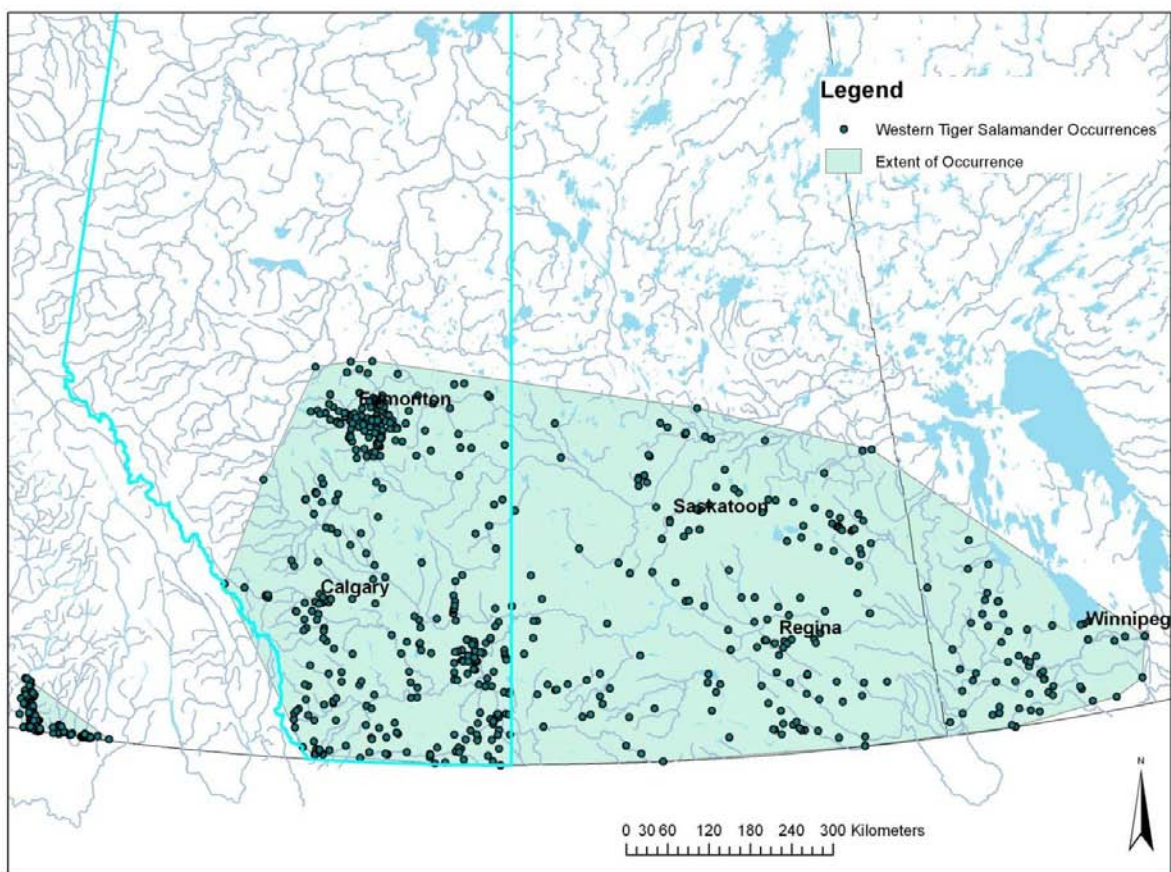 Legend
Western Tiger Salamander Occurrences
Extent of Occurrence
Edmonton
Saskatoon
Calgary
Regina
Winnipeg
N
0 30 60 120 180 240 300 Kilometers